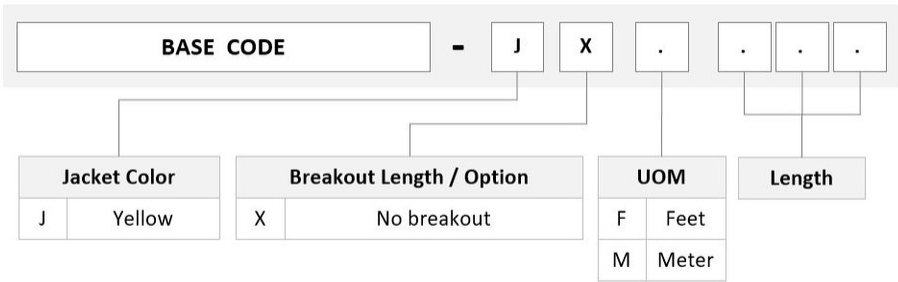 BASE CODE - J X . . . .
Jacket Color
J Yellow
Breakout Length / Option
X No breakout
UOM
F Feet
M Meter
Length